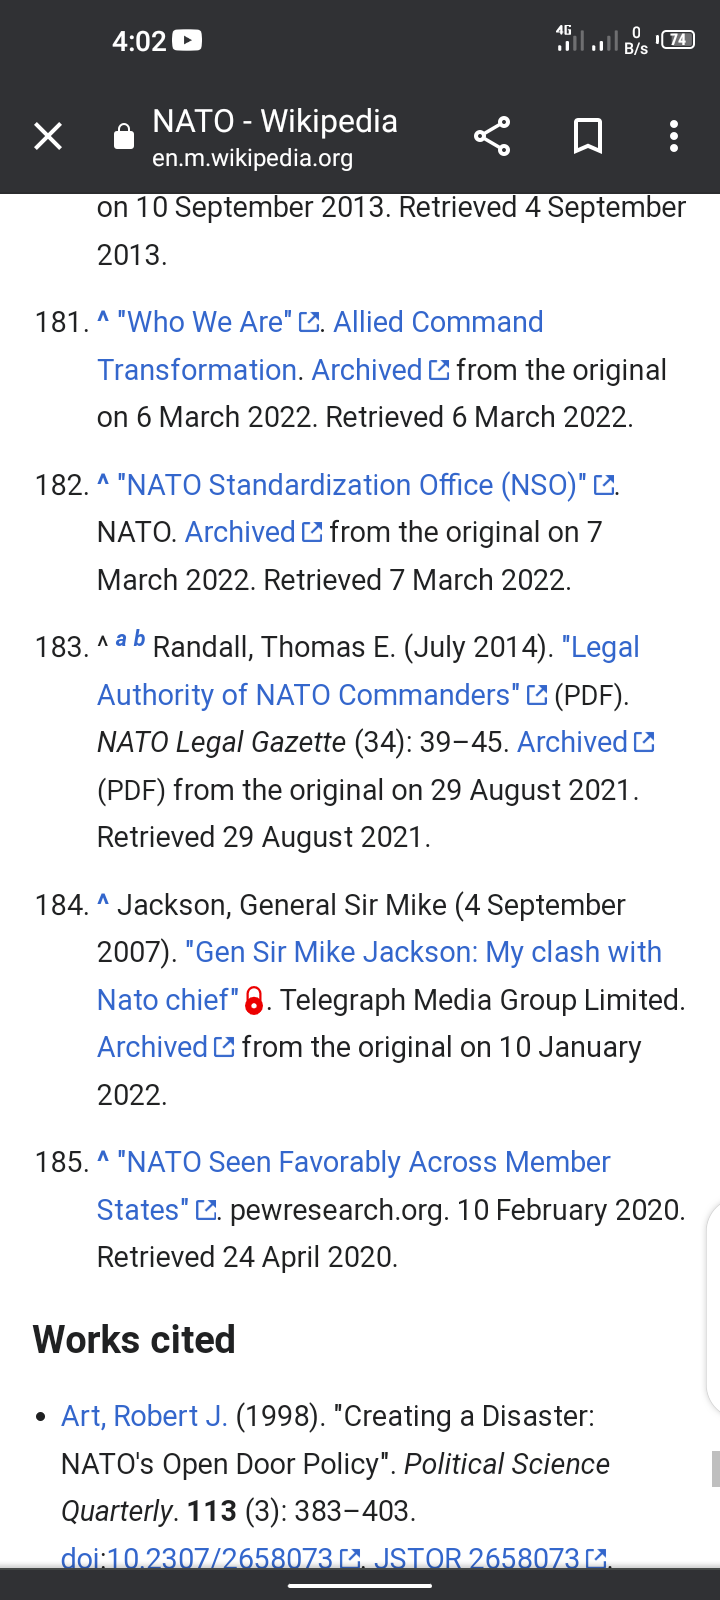 4:02
4G 0 B/s 74
NATO - Wikipedia
en.m.wikipedia.org
on 10 September 2013. Retrieved 4 September
2013.
181. ^ "Who We Are". Allied Command
Transformation. Archived from the original
on 6 March 2022. Retrieved 6 March 2022.
182. ^ "NATO Standardization Office (NSO)".
NATO. Archived from the original on 7
March 2022. Retrieved 7 March 2022.
183. ^ a b Randall, Thomas E. (July 2014). "Legal
Authority of NATO Commanders" (PDF).
NATO Legal Gazette (34): 39–45. Archived
(PDF) from the original on 29 August 2021.
Retrieved 29 August 2021.
184. ^ Jackson, General Sir Mike (4 September
2007). "Gen Sir Mike Jackson: My clash with
Nato chief". Telegraph Media Group Limited.
Archived from the original on 10 January
2022.
185. ^ "NATO Seen Favorably Across Member
States". pewresearch.org. 10 February 2020.
Retrieved 24 April 2020.
Works cited
• Art, Robert J. (1998). "Creating a Disaster:
NATO's Open Door Policy". Political Science
Quarterly. 113 (3): 383–403.
doi:10.2307/2658073. JSTOR 2658073.